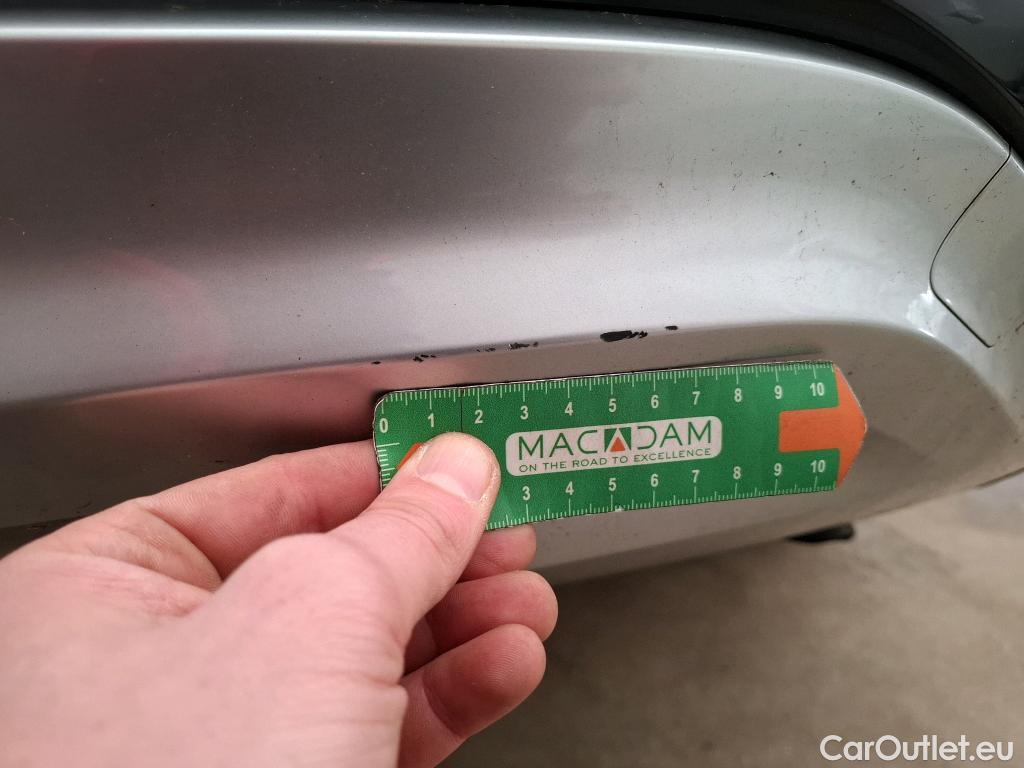 0 1 2 3 4 5 6 7 8 9 10
MACADAM
ON THE ROAD TO EXCELLENCE
3 4 5 6 7 8 9 10
CarOutlet.eu